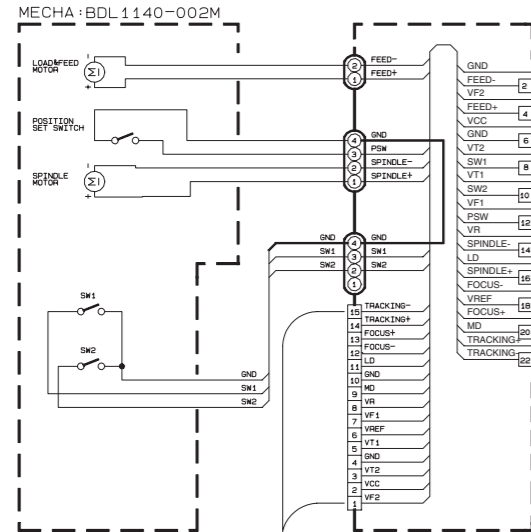 MECHA:BDL1140-002M
LOAD&FEED
MOTOR
-
M
+
POSITION
SET SWITCH
SPINDLE
MOTOR
-
M
+
2 FEED-
1 FEED+
4 GND
3 PSW
2 SPINDLE-
1 SPINDLE+
GND 4 GND
SW1 3 SW1
SW2 2 SW2
1
SW1
SW2
GND
SW1
SW2
15 TRACKING-
14 TRACKING+
13 FOCUS+
12 FOCUS-
11 LD
10 GND
9 MD
8 VR
7 VF1
6 VREF
5 VT1
4 GND
3 VT2
2 VCC
1 VF2
GND
FEED- 2
VF2
FEED+ 4
VCC
GND 6
VT2
SW1 8
VT1
SW2 10
VF1
PSW 12
VR
SPINDLE- 14
LD
SPINDLE+ 16
FOCUS-
VREF 18
FOCUS+
MD 20
TRACKING+
TRACKING- 22